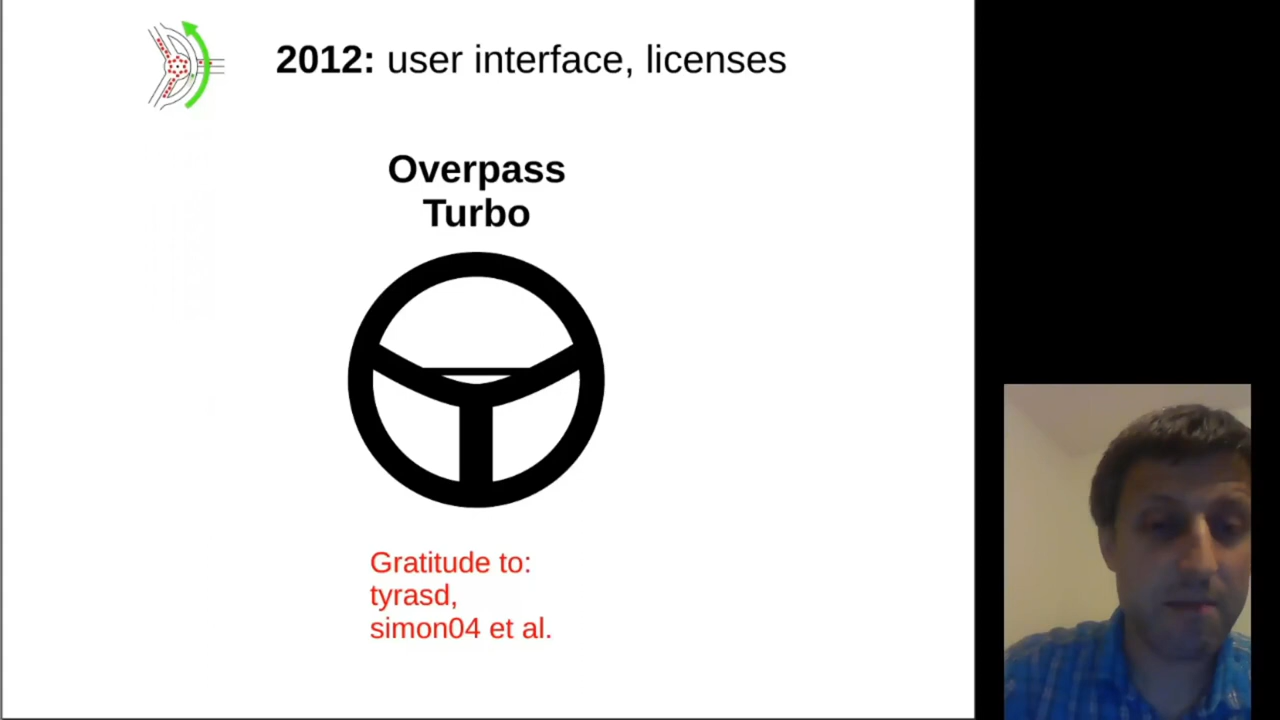 2012: user interface, licenses
Overpass
Turbo
Gratitude to:
tyrasd,
simon04 et al.